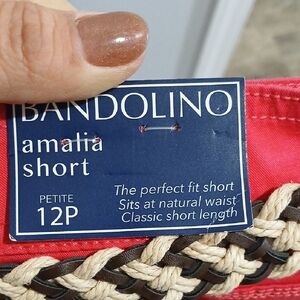 BANDOLINO
amalia
short
PETITE
12P
The perfect fit short
Sits at natural waist
Classic short length